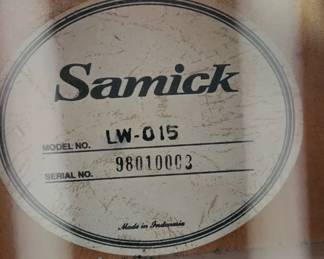 Samick
MODEL NO. LW-015
SERIAL NO. 98010003
Made in Indonesia